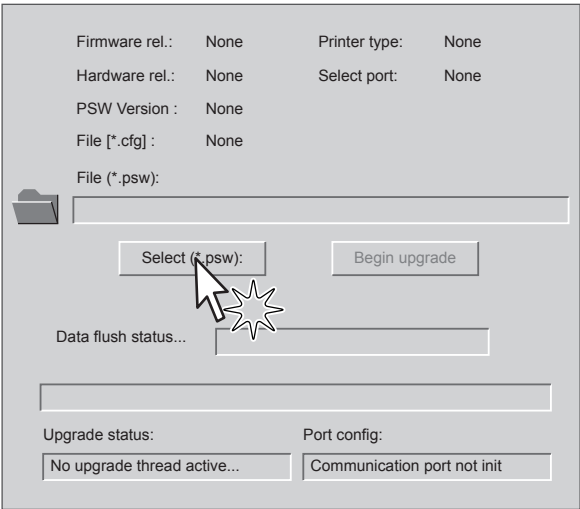 Firmware rel.: None Printer type: None
Hardware rel.: None Select port: None
PSW Version : None
File [*.cfg] : None
File (*.psw):
Select (*.psw): Begin upgrade
Data flush status...
Upgrade status: Port config:
No upgrade thread active... Communication port not init